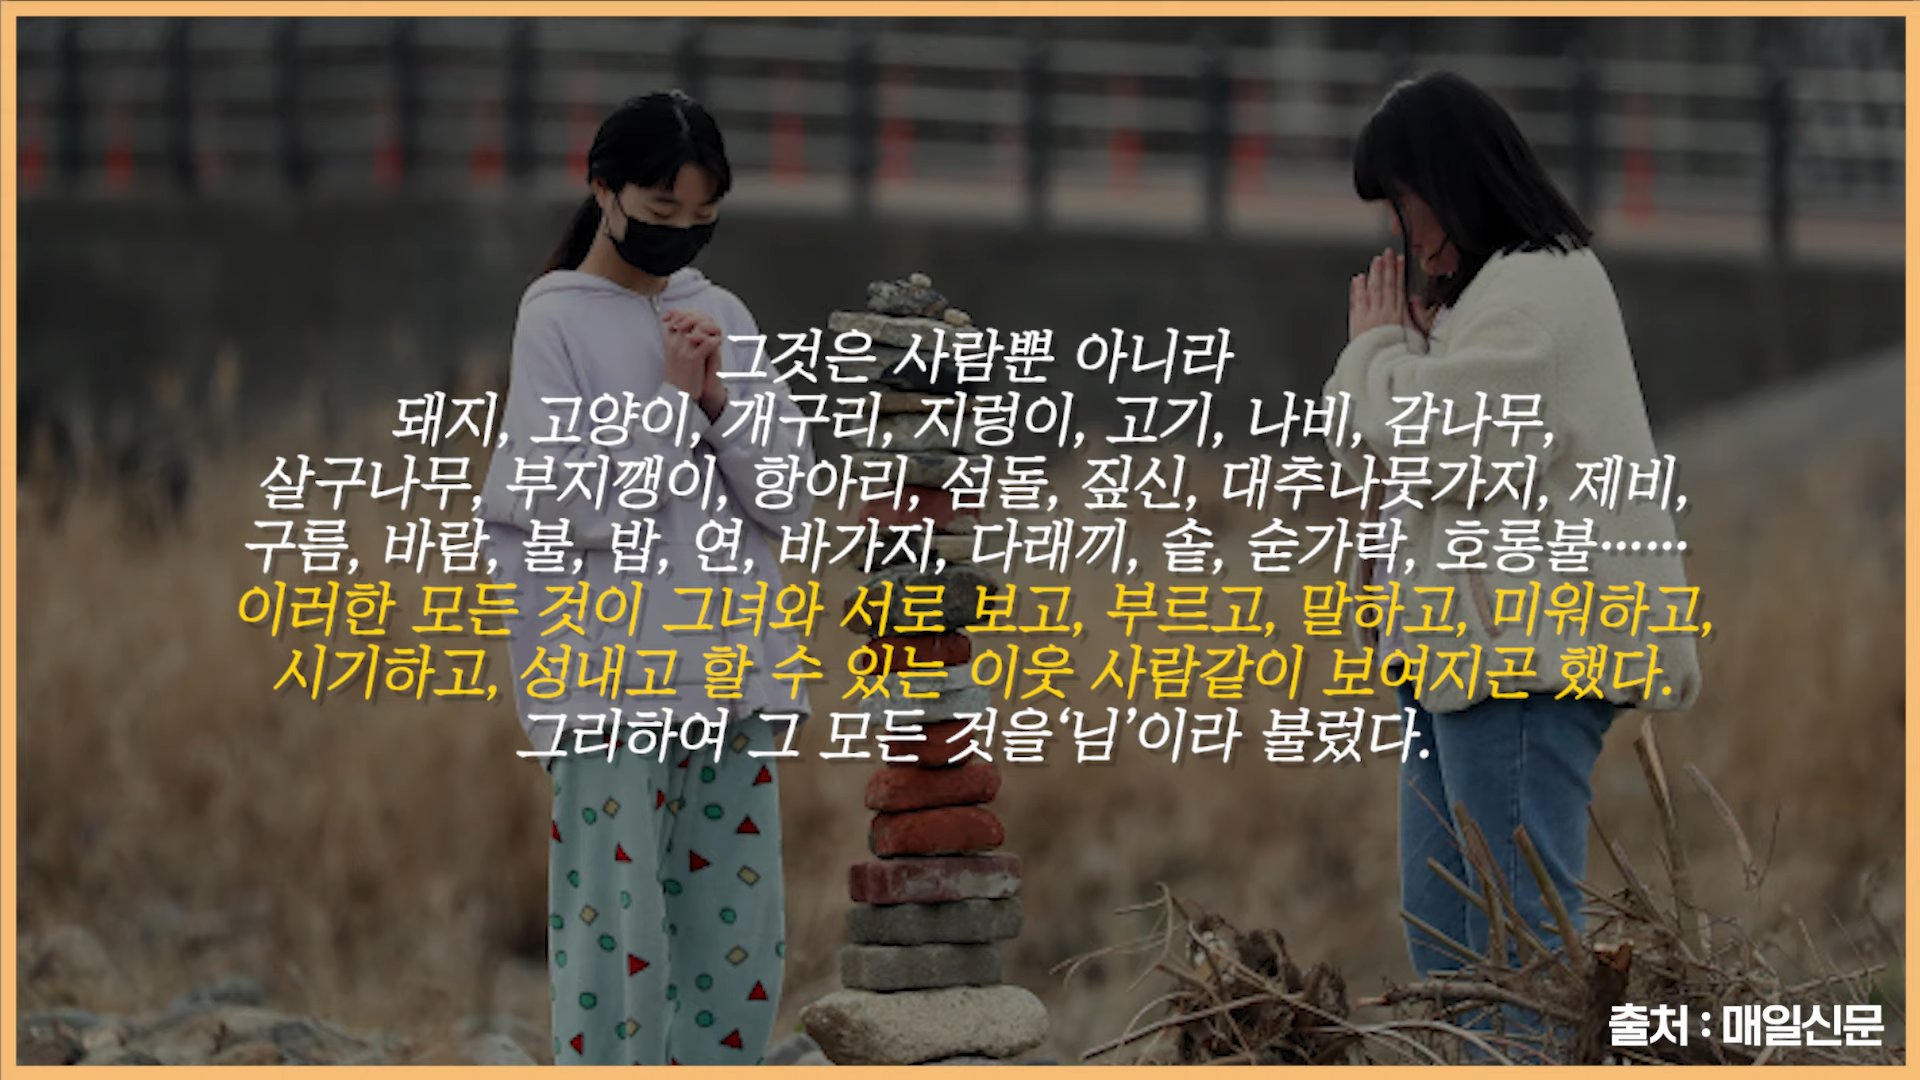 그것은 사람뿐 아니라
돼지, 고양이, 개구리, 지렁이, 고기, 나비, 감나무,
살구나무, 부지깽이, 항아리, 섬돌, 짚신, 대추나뭇가지, 제비,
구름, 바람, 불, 밥, 연, 바가지, 다래끼, 솥, 숟가락, 호롱불……
이러한 모든 것이 그녀와 서로 보고, 부르고, 말하고, 미워하고,
시기하고, 성내고 할 수 있는 이웃 사람같이 보여지곤 했다.
그리하여 그 모든 것을‘님’이라 불렀다.
출처 : 매일신문